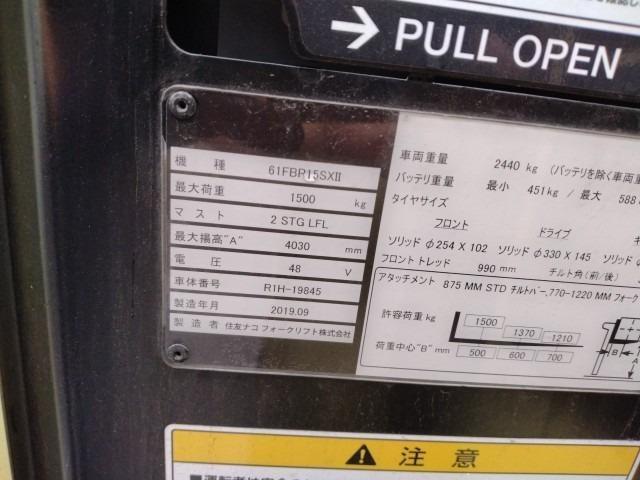 → PULL OPEN
機種 61FBR15SXII
最大荷重 1500 kg
マスト 2 STG LFL
最大揚高"A" 4030 mm
電圧 48 V
車体番号 R1H-19845
製造年月 2019.09
製造者 住友ナコ フォークリフト株式会社
車両重量 2440 kg (バッテリを除く車両重
バッテリ重量 最小 451kg / 最大 588
タイヤサイズ
フロント ドライブ
ソリッド φ254 X 102 ソリッド φ330 X 145 ソリッド
フロントトレッド 990 mm チルト角(前/後)
アタッチメント 875 MM STD チルトバー,770-1220 MM フォーク
許容荷重 kg 1500 1370 1210
荷重中心"B" mm 500 600 700
B
A
注意